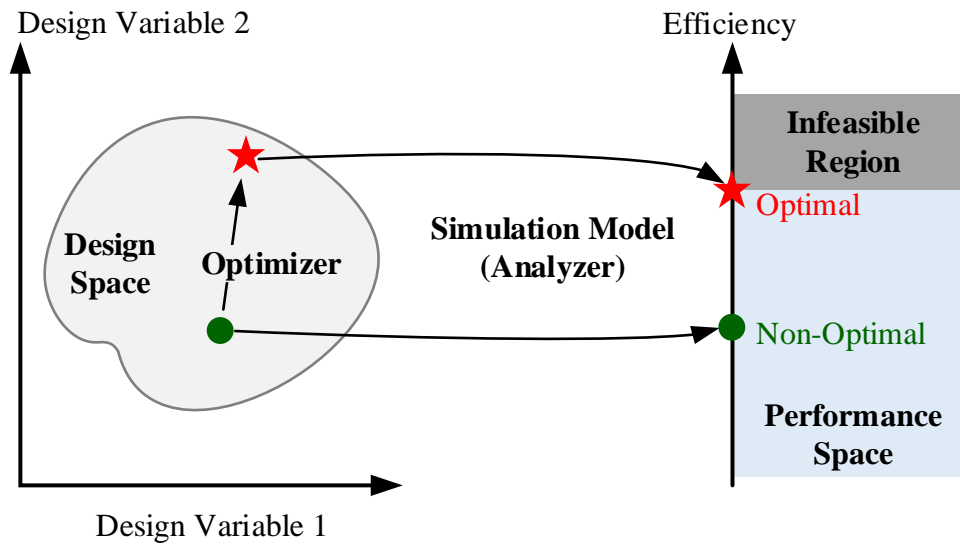 Design Variable 2
Efficiency
Infeasible
Region
Optimal
Design
Space
Optimizer
Simulation Model
(Analyzer)
Non-Optimal
Performance
Space
Design Variable 1